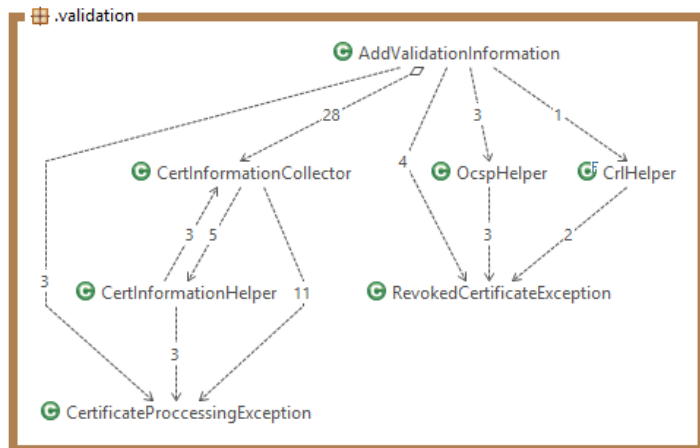 .validation
AddValidationInformation
28
3
1
4
CertInformationCollector
OcspHelper
CrlHelper
3
5
3
2
3
CertInformationHelper
11
RevokedCertificateException
3
CertificateProccessingException